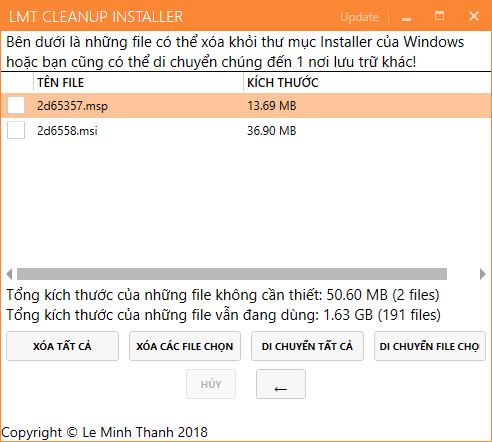 LMT CLEANUP INSTALLER Update
Bên dưới là những file có thể xóa khỏi thư mục Installer của Windows
hoặc bạn cũng có thể di chuyển chúng đến 1 nơi lưu trữ khác!
TÊN FILE KÍCH THƯỚC
2d65357.msp 13.69 MB
2d6558.msi 36.90 MB
Tổng kích thước của những file không cần thiết: 50.60 MB (2 files)
Tổng kích thước của những file vẫn đang dùng: 1.63 GB (191 files)
XÓA TẤT CẢ XÓA CÁC FILE CHỌN DI CHUYỂN TẤT CẢ DI CHUYỂN FILE CHỌ
HỦY ←
Copyright © Le Minh Thanh 2018